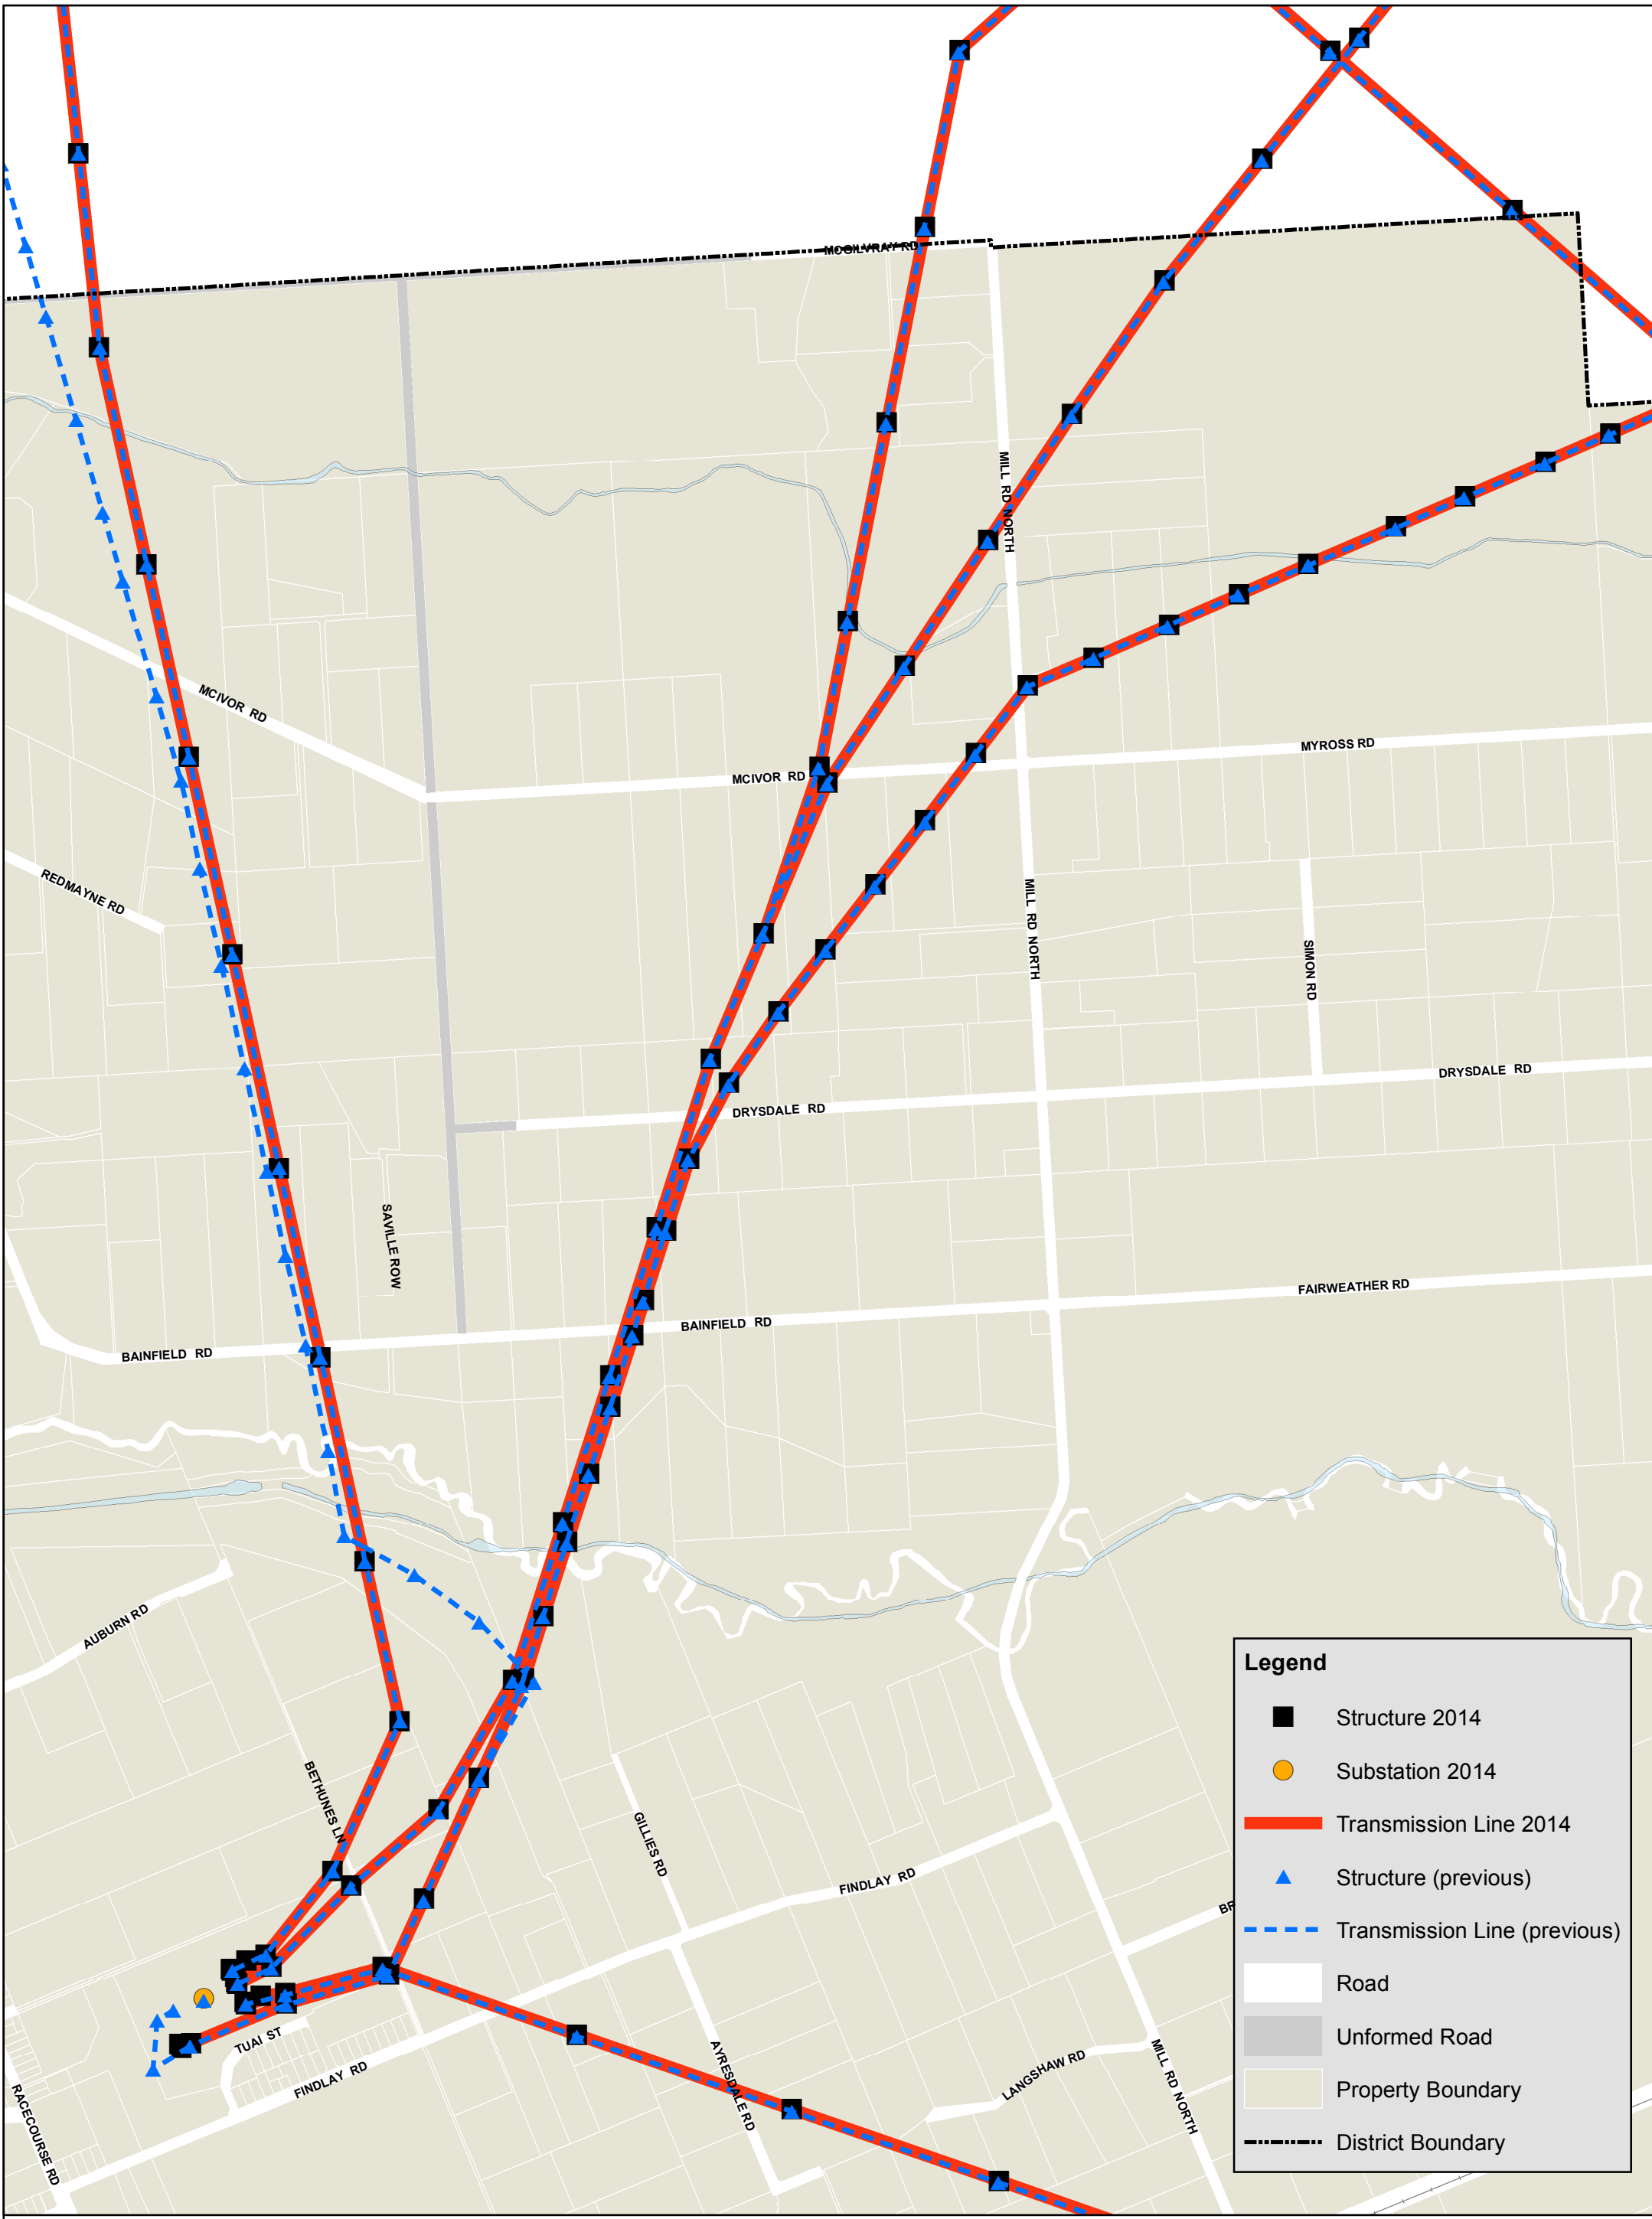 MCGILVRAY RD
MILL RD NORTH
MCIVOR RD
MYROSS RD
MCIVOR RD
REDMAYNE RD
MILL RD NORTH
SIMON RD
DRYSDALE RD
DRYSDALE RD
SAVILLE ROW
FAIRWEATHER RD
BAINFIELD RD
BAINFIELD RD
AUBURN RD
BETHUNES LN
GILLIES RD
FINDLAY RD
TUAI ST
FINDLAY RD
RACECOURSE RD
AYRESDALE RD
LANGSHAW RD
MILL RD NORTH
Legend
Structure 2014
Substation 2014
Transmission Line 2014
Structure (previous)
Transmission Line (previous)
Road
Unformed Road
Property Boundary
District Boundary